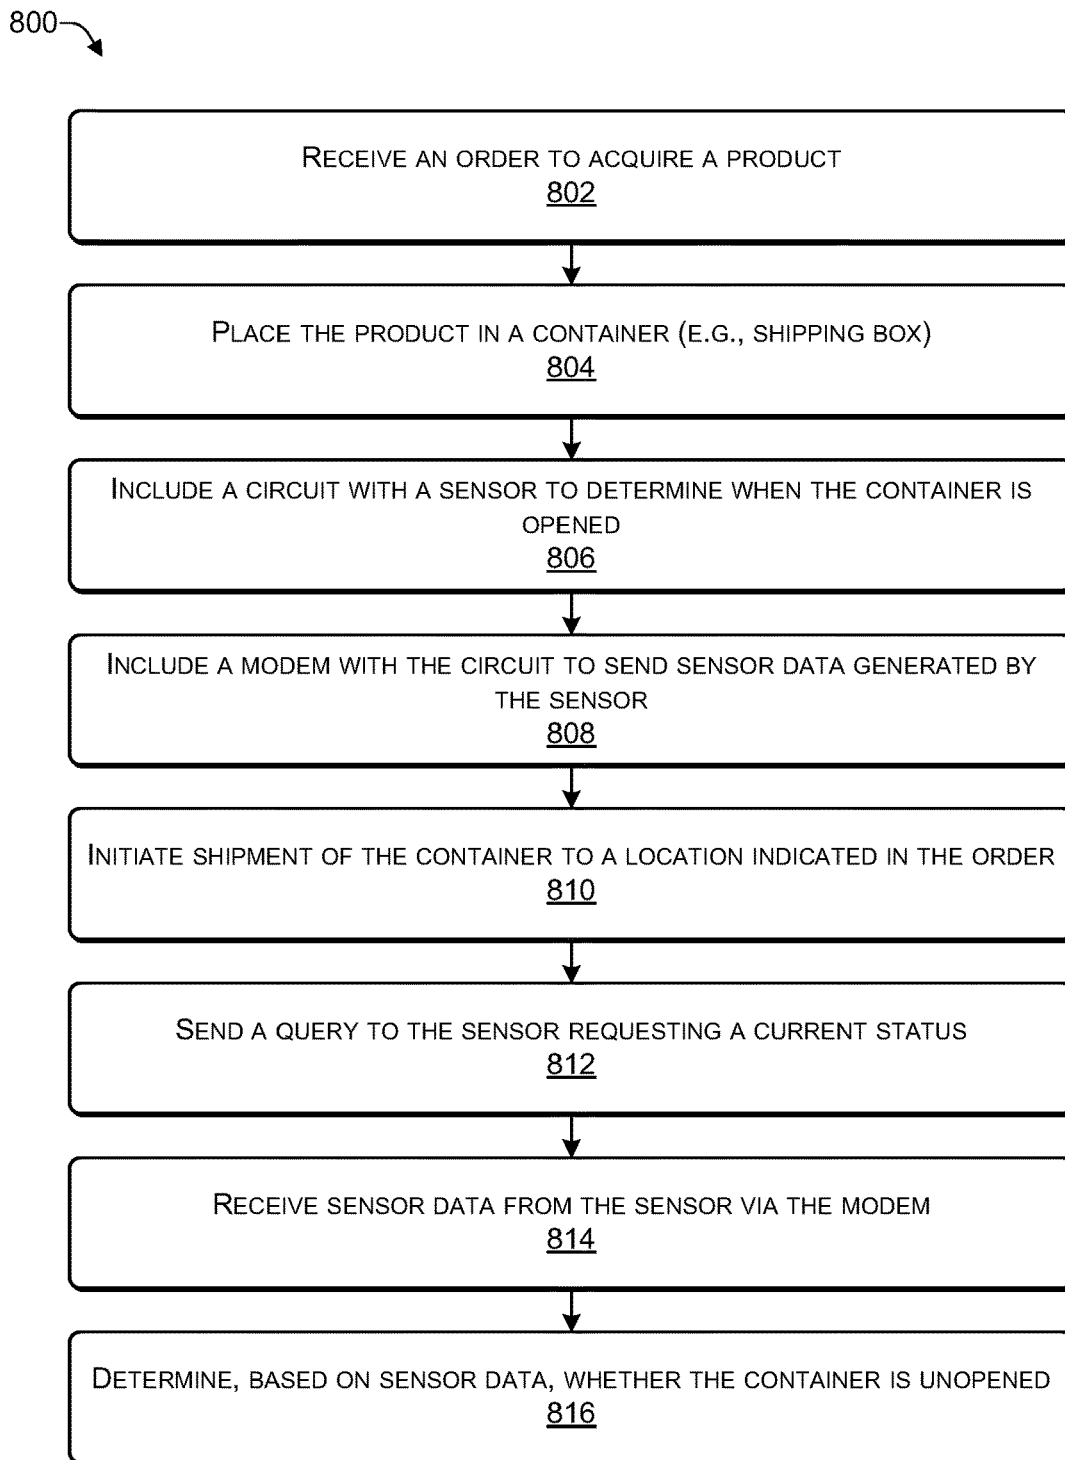 800
RECEIVE AN ORDER TO ACQUIRE A PRODUCT
802
PLACE THE PRODUCT IN A CONTAINER (E.G., SHIPPING BOX)
804
INCLUDE A CIRCUIT WITH A SENSOR TO DETERMINE WHEN THE CONTAINER IS
OPENED
806
INCLUDE A MODEM WITH THE CIRCUIT TO SEND SENSOR DATA GENERATED BY
THE SENSOR
808
INITIATE SHIPMENT OF THE CONTAINER TO A LOCATION INDICATED IN THE ORDER
810
SEND A QUERY TO THE SENSOR REQUESTING A CURRENT STATUS
812
RECEIVE SENSOR DATA FROM THE SENSOR VIA THE MODEM
814
DETERMINE, BASED ON SENSOR DATA, WHETHER THE CONTAINER IS UNOPENED
816